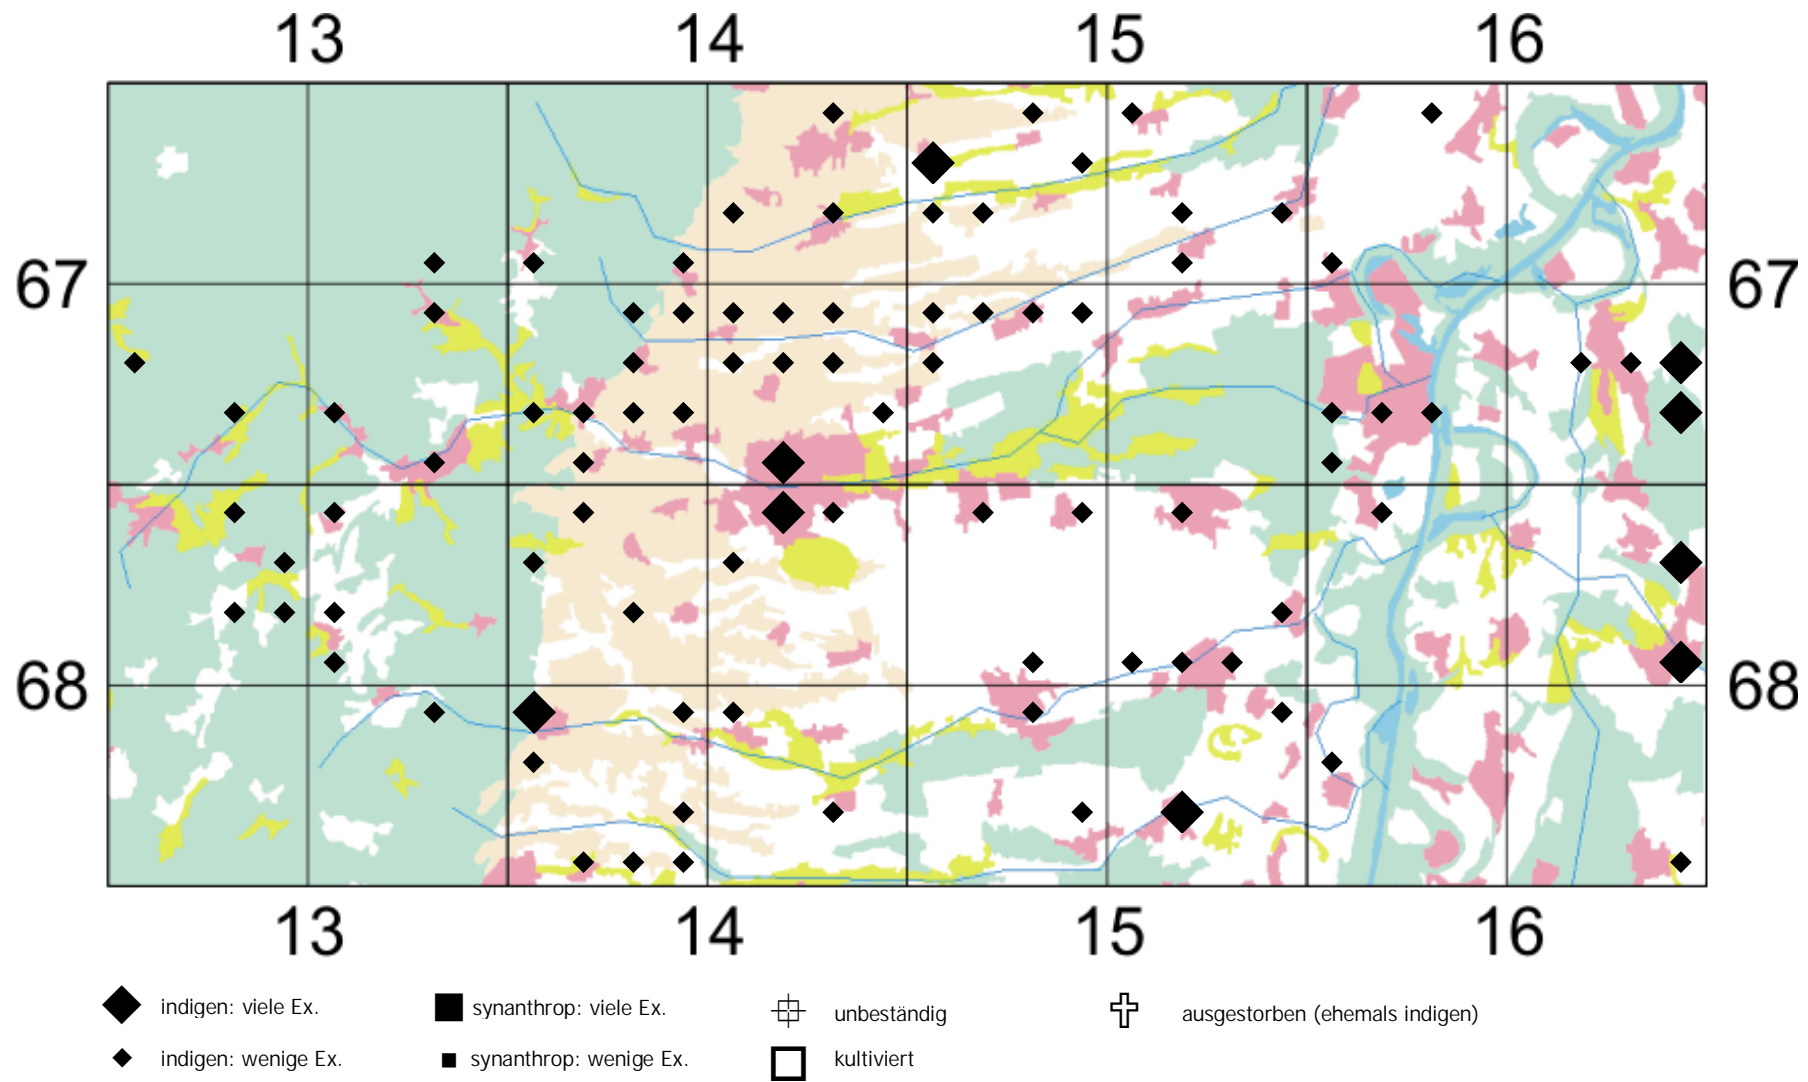 13 14 15 16
67 67
68 68
13 14 15 16
indigen: viele Ex. synanthrop: viele Ex. unbeständig ausgestorben (ehemals indigen)
indigen: wenige Ex. synanthrop: wenige Ex. kultiviert